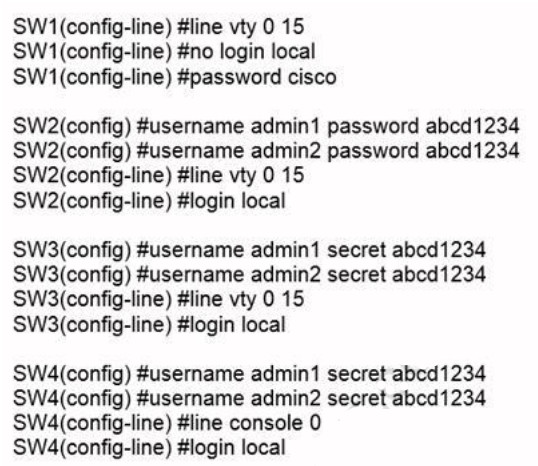 SW1(config-line) #line vty 0 15
SW1(config-line) #no login local
SW1(config-line) #password cisco

SW2(config) #username admin1 password abcd1234
SW2(config) #username admin2 password abcd1234
SW2(config-line) #line vty 0 15
SW2(config-line) #login local

SW3(config) #username admin1 secret abcd1234
SW3(config) #username admin2 secret abcd1234
SW3(config-line) #line vty 0 15
SW3(config-line) #login local

SW4(config) #username admin1 secret abcd1234
SW4(config) #username admin2 secret abcd1234
SW4(config-line) #line console 0
SW4(config-line) #login local